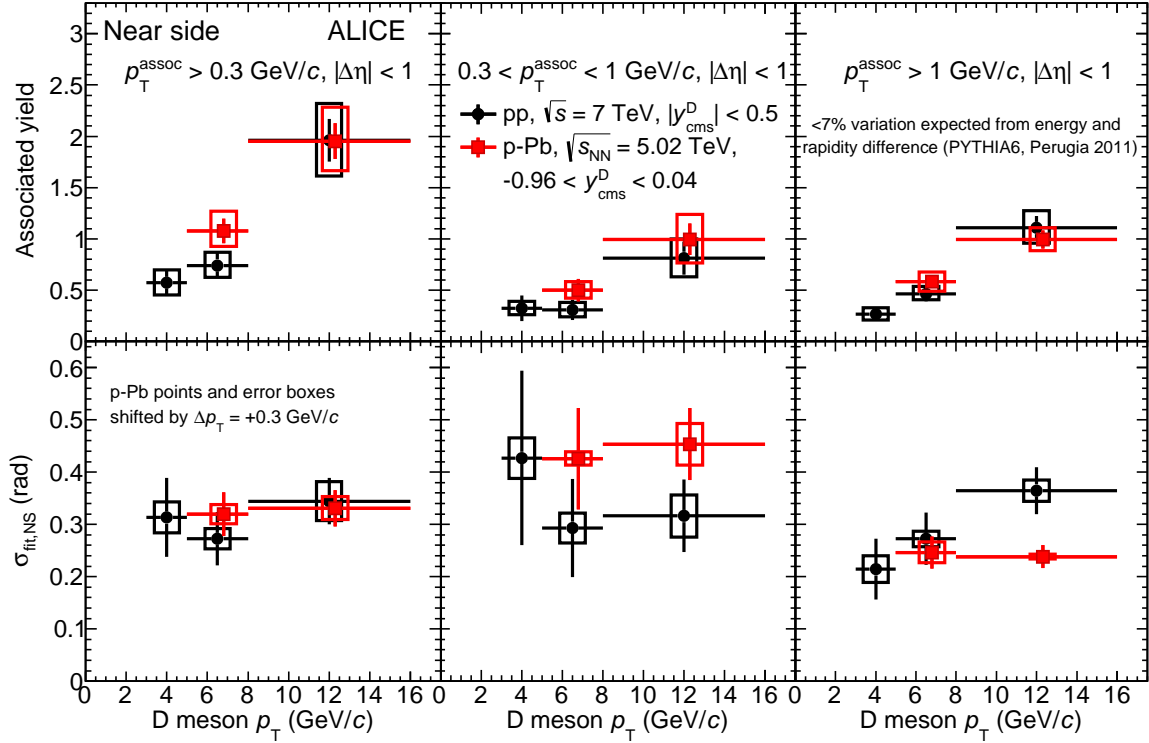 Near side ALICE
p_T^assoc > 0.3 GeV/c, |Δη| < 1
0.3 < p_T^assoc < 1 GeV/c, |Δη| < 1
pp, √s = 7 TeV, |y_cms^D| < 0.5
p-Pb, √s_NN = 5.02 TeV,
-0.96 < y_cms^D < 0.04
p_T^assoc > 1 GeV/c, |Δη| < 1
<7% variation expected from energy and
rapidity difference (PYTHIA6, Perugia 2011)
Associated yield
3
2.5
2
1.5
1
0.5
0
p-Pb points and error boxes
shifted by Δp_T = +0.3 GeV/c
σ_fit,NS (rad)
0.6
0.5
0.4
0.3
0.2
0.1
0
0 2 4 6 8 10 12 14 16
0 2 4 6 8 10 12 14 16
0 2 4 6 8 10 12 14 16
D meson p_T (GeV/c)
D meson p_T (GeV/c)
D meson p_T (GeV/c)